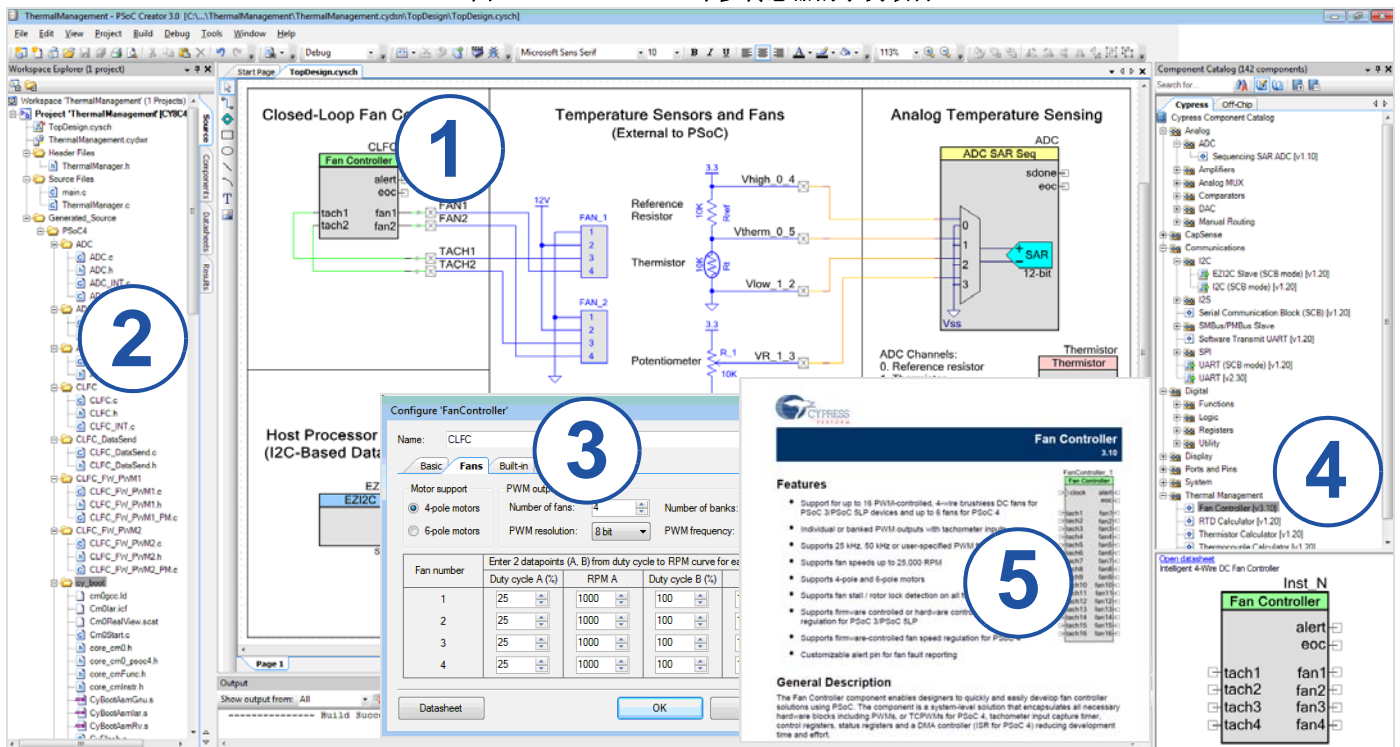 ThermalManagement - PSoC Creator 3.0 [C:\...\ThermalManagement\ThermalManagement.cydsn\TopDesign\TopDesign.cysch]
File Edit View Project Build Debug Tools Window Help
Debug Microsoft Sans Serif 10 B I U 113%
Workspace Explorer (1 project)
Workspace 'ThermalManagement' (1 Projects)
Project 'ThermalManagement' [CY8C4
TopDesign.cysch
ThermalManagement.cydwr
Header Files
ThermalManager.h
Source Files
main.c
ThermalManager.c
Generated_Source
PSoC4
ADC
ADC.c
ADC.h
ADC_INT.c
2
CLFC
CLFC.c
CLFC.h
CLFC_INT.c
CLFC_DataSend
CLFC_DataSend.c
CLFC_DataSend.h
CLFC_FW_PWM1
CLFC_FW_PWM1.c
CLFC_FW_PWM1.h
CLFC_FW_PWM1_PM.c
CLFC_FW_PWM2
CLFC_FW_PWM2.c
CLFC_FW_PWM2.h
CLFC_FW_PWM2_PM.c
cy_boot
cm0gcc.ld
Cm0Iar.icf
Cm0RealView.scat
Cm0Start.c
core_cm0.h
core_cm0_psoc4.h
core_cmFunc.h
core_cmInstr.h
CyBootAsmGnu.s
CyBootAsmIar.s
CyBootAsmRv.s
CyFlash.c
Source
Components
Datasheets
Results
Start Page TopDesign.cysch
Closed-Loop Fan Co
1
CLFC
Fan Controller
alert
eoc
tach1 fan1
tach2 fan2
FAN1
FAN2
TACH1
TACH2
Temperature Sensors and Fans
(External to PSoC)
12V
FAN_1
1
2
3
4
FAN_2
1
2
3
4
3.3
Vhigh_0_4
Reference
Resistor
10K
Rref
Vtherm_0_5
Thermistor
10K
Rt
Vlow_1_2
3.3
Potentiometer
R_1
VR_1_3
10K
Analog Temperature Sensing
ADC
ADC SAR Seq
sdone
eoc
0
1
2
3
SAR
12-bit
Vss
ADC Channels:
0. Reference resistor
Thermistor
Thermistor
Host Processor
(I2C-Based Data
EZI2C
Page 1
Output
Show output from: All
Configure 'FanController'
3
Name: CLFC
Basic Fans Built-in
Motor support
4-pole motors
6-pole motors
PWM outp
Number of fans: 4 Number of banks:
PWM resolution: 8 bit PWM frequency:
Fan number
Enter 2 datapoints (A, B) from duty cycle to RPM curve for ea
Duty cycle A (%) RPM A Duty cycle B (%)
1 25 1000 100
2 25 1000 100
3 25 1000 100
4 25 1000 100
Datasheet OK
CYPRESS
PERFORM
Fan Controller
3.10
Features
Support for up to 16 PWM-controlled, 4-wire brushless DC fans for
PSoC 3/PSoC 5LP devices and up to 6 fans for PSoC 4
Individual or banked PWM outputs with tachometer inputs
Supports 25 kHz, 50 kHz or user-specified PWM
Supports fan speeds up to 25,000 RPM
Supports 4-pole and 6-pole motors
Supports fan stall / rotor lock detection on all
Supports firmware controlled or hardware
regulation for PSoC 3/PSoC 5LP
Supports firmware-controlled fan speed regulation for PSoC
Customizable alert pin for fan fault reporting
5
FanController_1
Fan Controller
General Description
The Fan Controller component enables designers to quickly and easily develop fan controller
solutions using PSoC. The component is a system-level solution that encapsulates all necessary
hardware blocks including PWMs, or TCPWMs for PSoC 4, tachometer input capture timer,
control registers, status registers and a DMA controller (ISR for PSoC 4) reducing development
time and effort.
Component Catalog (142 components)
Search for...
Cypress Off-Chip
Cypress Component Catalog
Analog
ADC
Sequencing SAR ADC [v1.10]
Amplifiers
Analog MUX
Comparators
DAC
Manual Routing
CapSense
Communications
I2C
EZI2C Slave (SCB mode) [v1.20]
I2C (SCB mode) [v1.20]
I2S
Serial Communication Block (SCB) [v1.20]
SMBus/PMBus Slave
Software Transmit UART [v1.20]
SPI
UART (SCB mode) [v1.20]
UART [v2.30]
Digital
Functions
Logic
Registers
Utility
Display
Ports and Pins
System
Thermal Management
Fan Controller [v3.10]
RTD Calculator [v1.20]
Thermistor Calculator [v1.20]
Thermocouple Calculator [v1.20]
4
Open datasheet
Intelligent 4-Wire DC Fan Controller
Inst_N
Fan Controller
alert
eoc
tach1 fan1
tach2 fan2
tach3 fan3
tach4 fan4